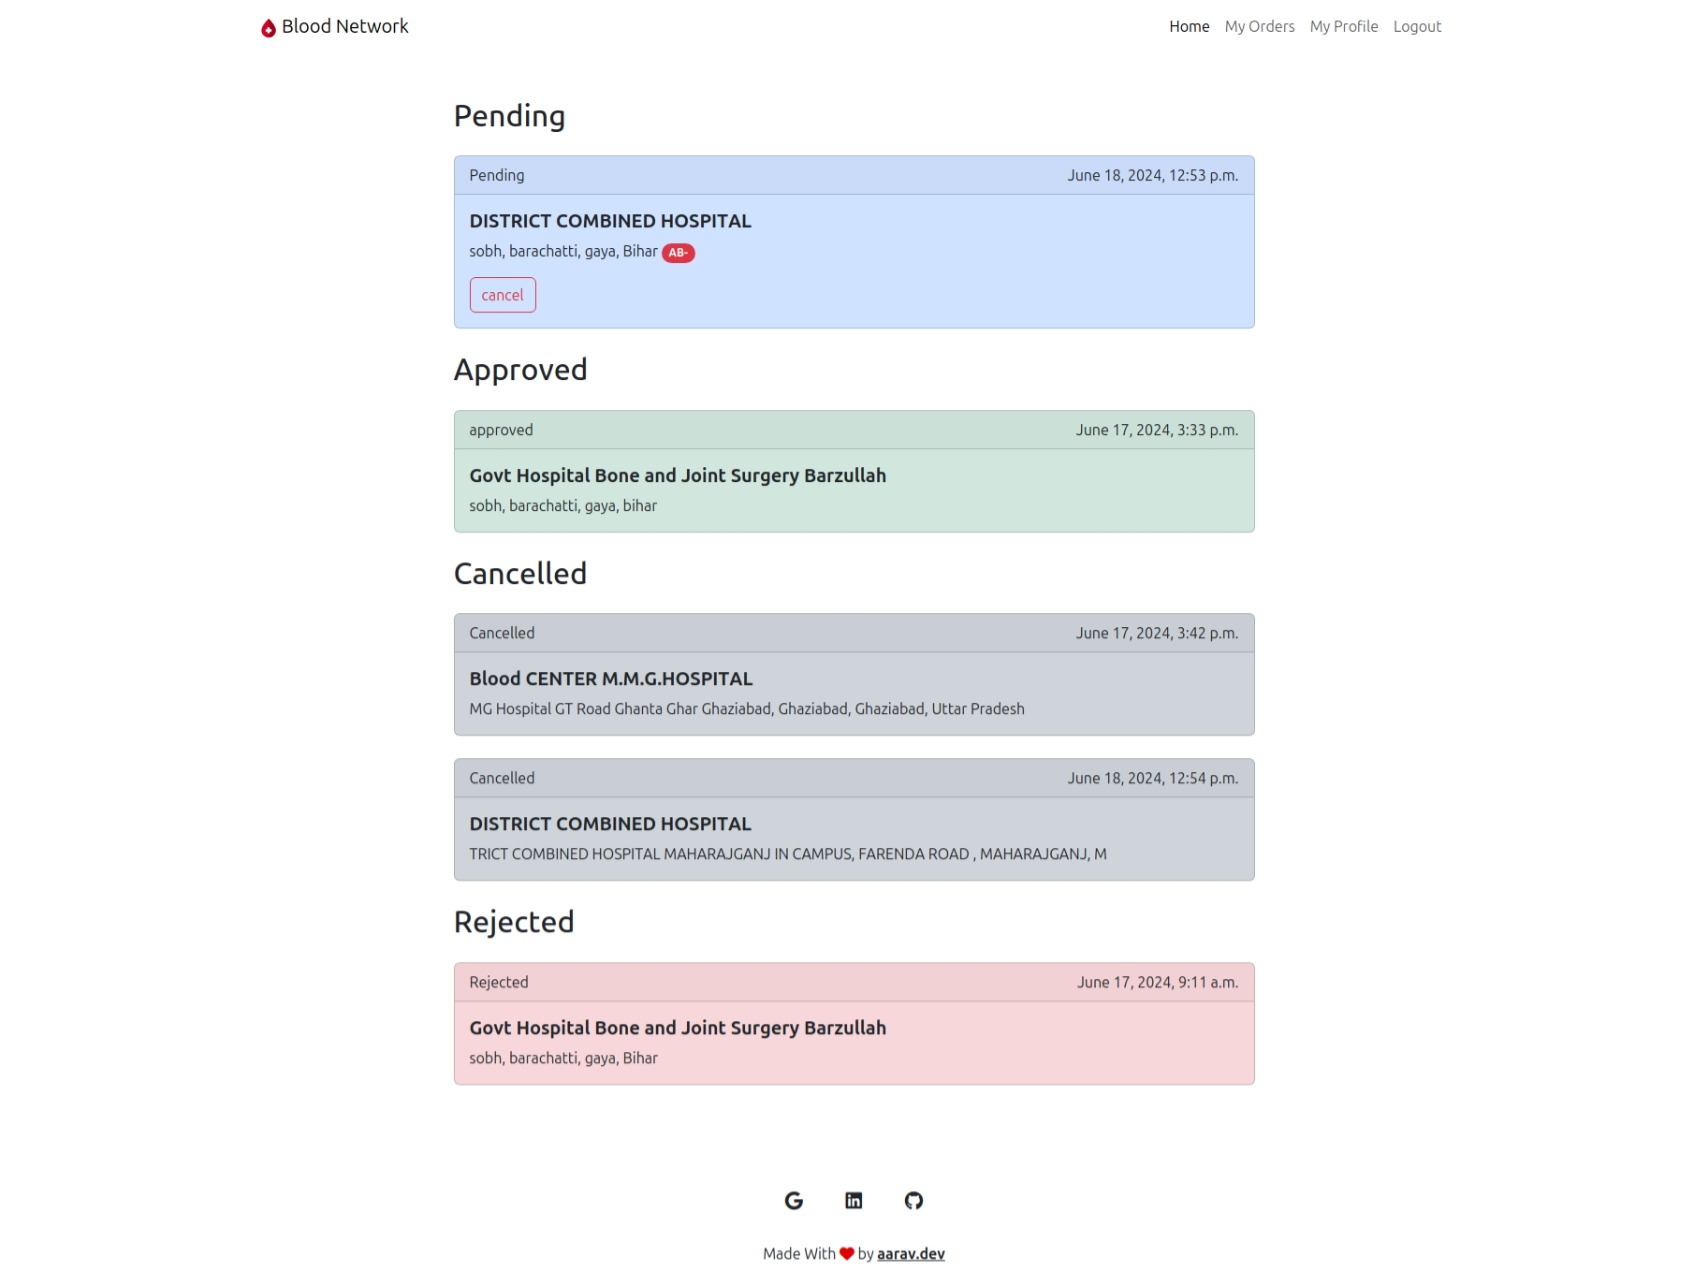 Blood Network
Home My Orders My Profile Logout
Pending
Pending June 18, 2024, 12:53 p.m.
DISTRICT COMBINED HOSPITAL
sobh, barachatti, gaya, Bihar AB-
cancel
Approved
approved June 17, 2024, 3:33 p.m.
Govt Hospital Bone and Joint Surgery Barzullah
sobh, barachatti, gaya, bihar
Cancelled
Cancelled June 17, 2024, 3:42 p.m.
Blood CENTER M.M.G.HOSPITAL
MG Hospital GT Road Ghanta Ghar Ghaziabad, Ghaziabad, Ghaziabad, Uttar Pradesh
Cancelled June 18, 2024, 12:54 p.m.
DISTRICT COMBINED HOSPITAL
TRICT COMBINED HOSPITAL MAHARAJGANJ IN CAMPUS, FARENDA ROAD , MAHARAJGANJ, M
Rejected
Rejected June 17, 2024, 9:11 a.m.
Govt Hospital Bone and Joint Surgery Barzullah
sobh, barachatti, gaya, Bihar
Made With by aarav.dev